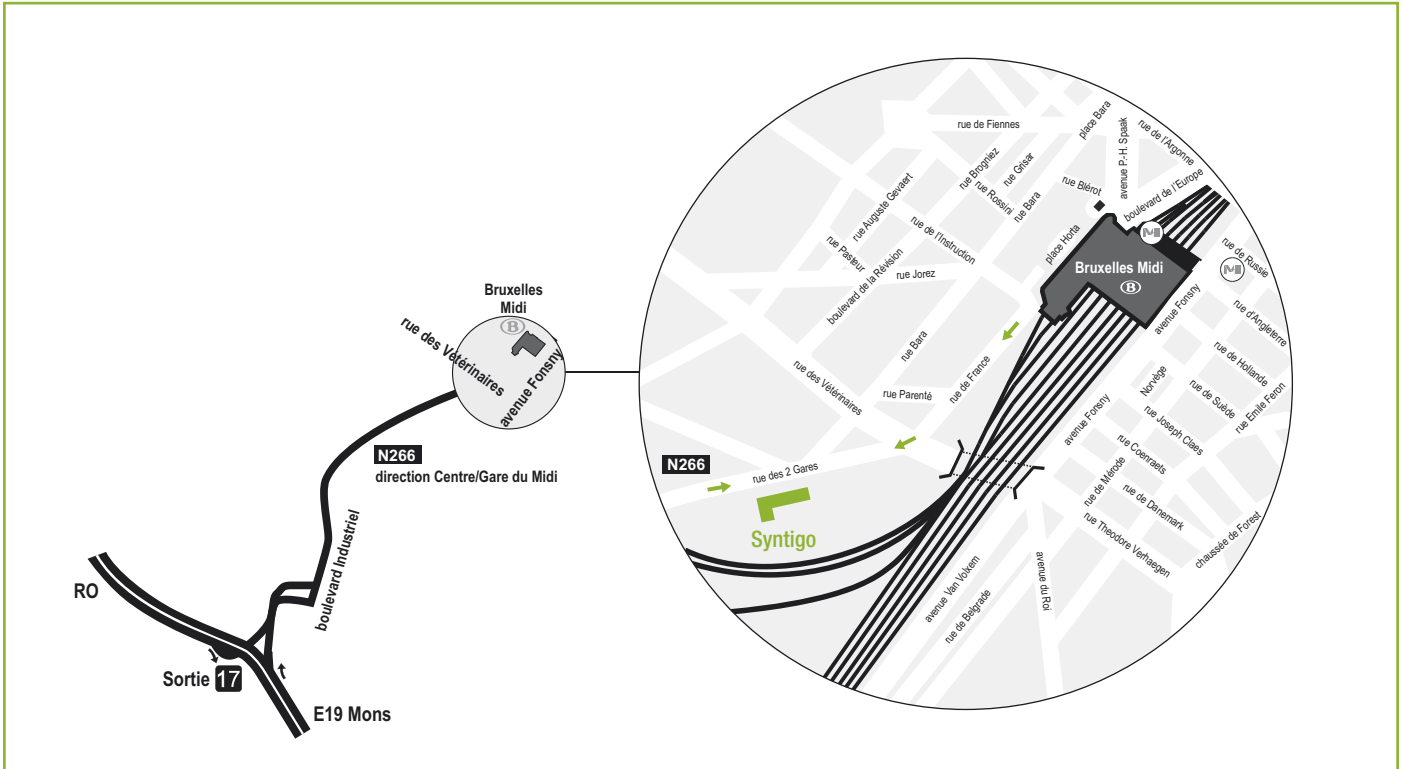 Bruxelles
Midi
B
rue des Vétérinaires
avenue Fonsny
N266
direction Centre/Gare du Midi
boulevard Industriel
RO
Sortie 17
E19 Mons
rue de Fiennes
place Bara
avenue P.-H. Spaak
rue de l'Argonne
rue Brogniez
rue Grisar
rue Rossini
rue Bara
rue Blérot
boulevard de l'Europe
rue Auguste Gevaert
rue Pasteur
rue de l'Instruction
place Horta
M
Bruxelles Midi
B
rue de Russie
M
boulevard de la Révision
rue Jorez
avenue Fonsny
rue d'Angleterre
rue Bara
rue de France
rue des Vétérinaires
rue Parenté
rue de Hollande
Norvège
rue de Suède
rue Emile Feron
avenue Fonsny
rue Joseph Claes
rue Coenraets
N266
rue des 2 Gares
rue de Mérode
rue de Danemark
rue Theodore Verhaegen
chaussée de Forest
Syntigo
avenue Van Volxem
rue de Belgrade
avenue du Roi